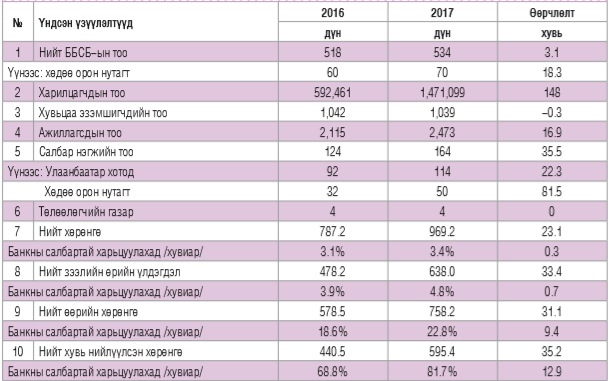 № Үндсэн үзүүлэлтүүд 2016 2017 Өөрчлөлт
дүн дүн хувь
1 Нийт ББСБ–ын тоо 518 534 3.1
Үүнээс: хөдөө орон нутагт 60 70 18.3
2 Харилцагчдын тоо 592,461 1,471,099 148
3 Хувьцаа эзэмшигчдийн тоо 1,042 1,039 –0.3
4 Ажиллагсдын тоо 2,115 2,473 16.9
5 Салбар нэгжийн тоо 124 164 35.5
Үүнээс: Улаанбаатар хотод 92 114 22.3
Хөдөө орон нутагт 32 50 81.5
6 Төлөөлөгчийн газар 4 4 0
7 Нийт хөрөнгө 787.2 969.2 23.1
Банкны салбартай харьцуулахад /хувиар/ 3.1% 3.4% 0.3
8 Нийт зээлийн өрийн үлдэгдэл 478.2 638.0 33.4
Банкны салбартай харьцуулахад /хувиар/ 3.9% 4.8% 0.7
9 Нийт өөрийн хөрөнгө 578.5 758.2 31.1
Банкны салбартай харьцуулахад /хувиар/ 18.6% 22.8% 9.4
10 Нийт хувь нийлүүлсэн хөрөнгө 440.5 595.4 35.2
Банкны салбартай харьцуулахад /хувиар/ 68.8% 81.7% 12.9